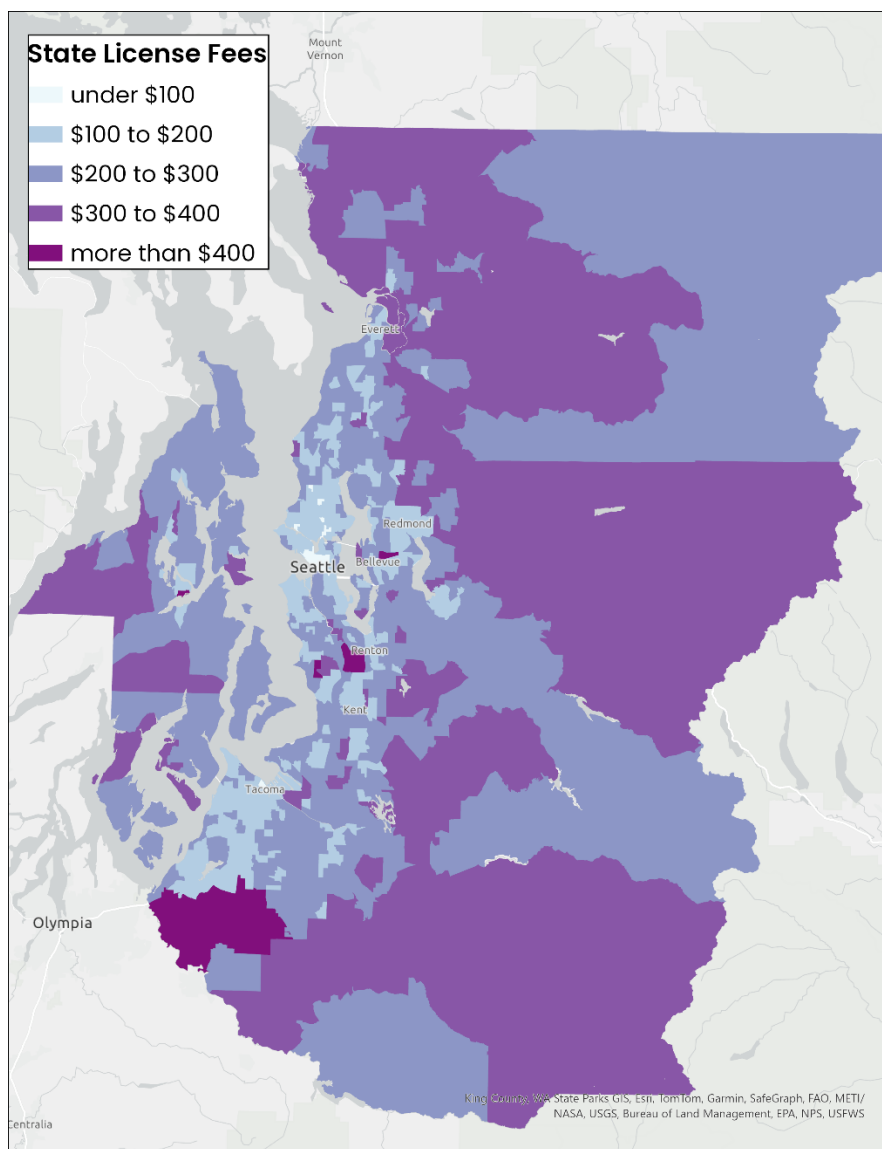 State License Fees
under $100
$100 to $200
$200 to $300
$300 to $400
more than $400
Mount
Vernon
Everett
Redmond
Bellevue
Seattle
Renton
Kent
Tacoma
Olympia
King County, WA State Parks GIS, Esri, TomTom, Garmin, SafeGraph, FAO, METI/
NASA, USGS, Bureau of Land Management, EPA, NPS, USFWS
Centralia